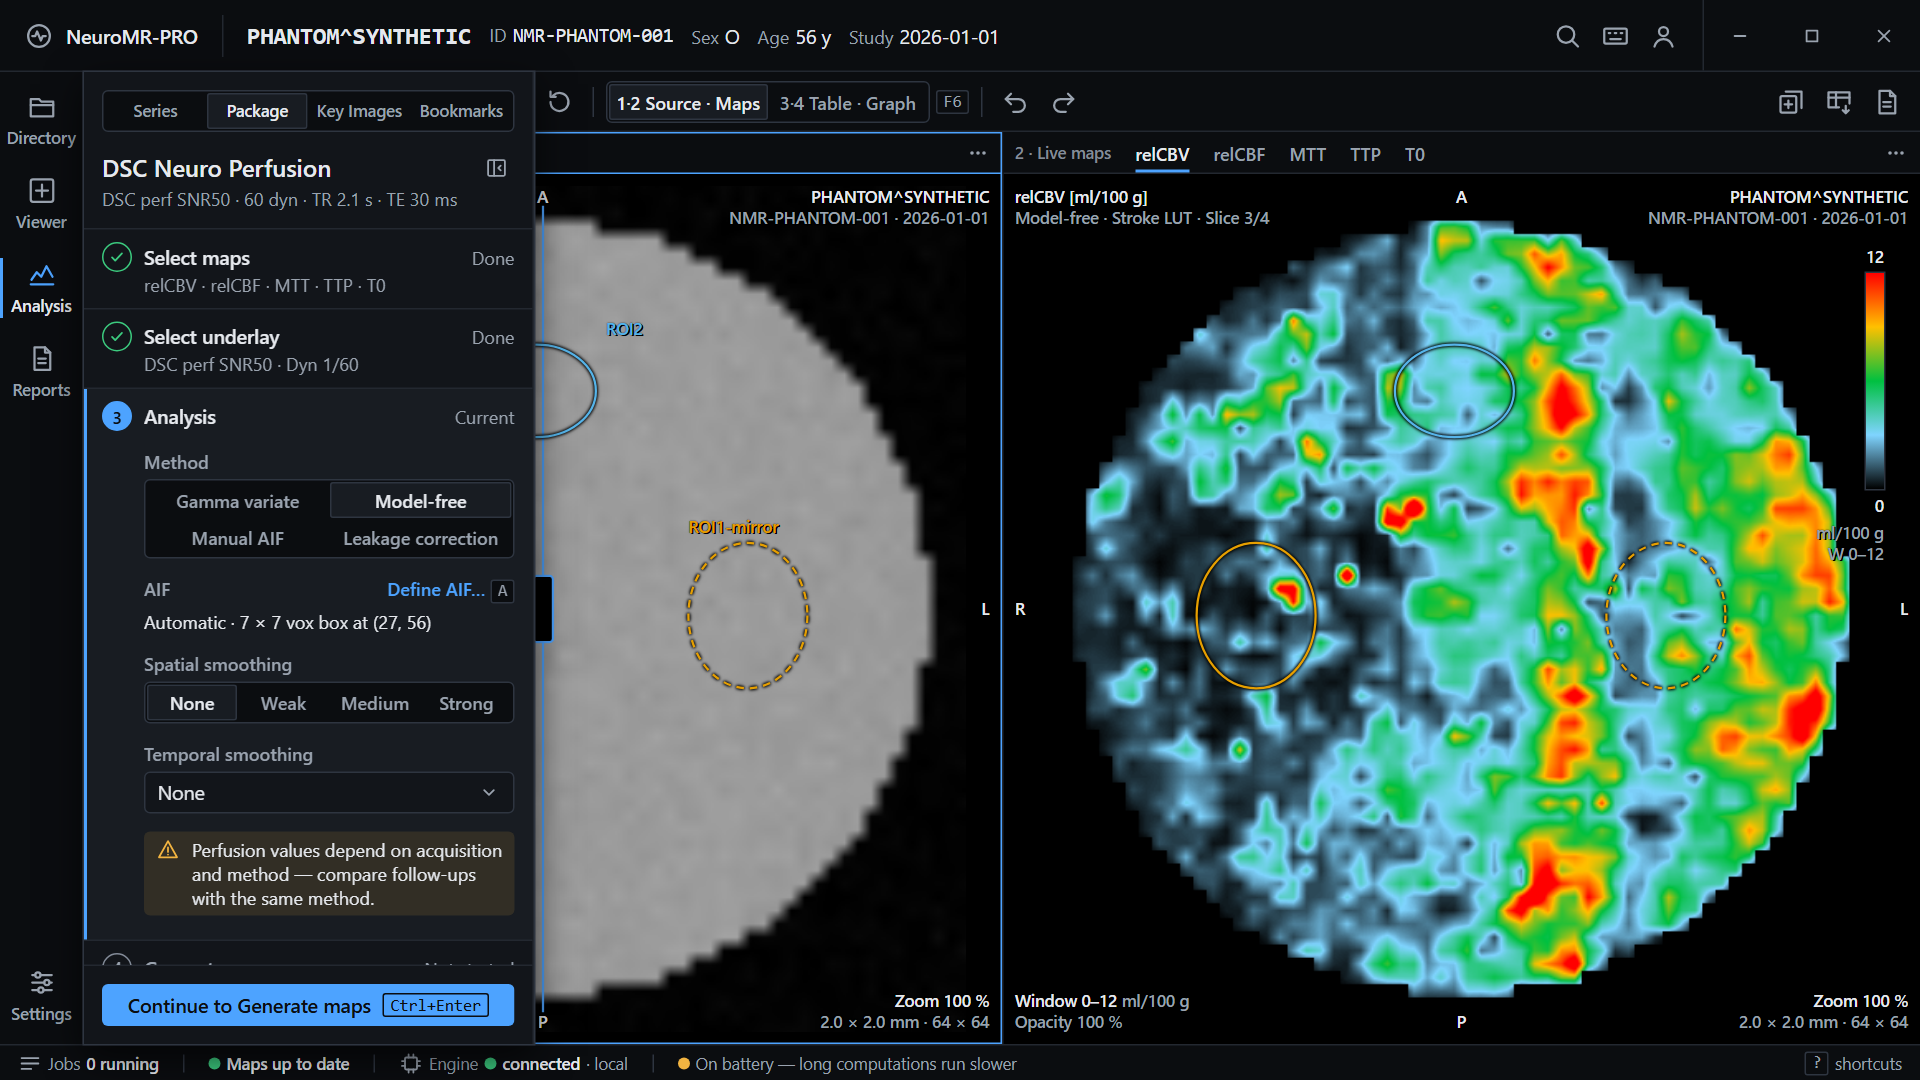 NeuroMR-PRO
PHANTOM^SYNTHETIC ID NMR-PHANTOM-001 Sex O Age 56 y Study 2026-01-01
Directory
Viewer
Analysis
Reports
Settings
Series Package Key Images Bookmarks
DSC Neuro Perfusion
DSC perf SNR50 · 60 dyn · TR 2.1 s · TE 30 ms
Select maps Done
relCBV · relCBF · MTT · TTP · T0
Select underlay Done
DSC perf SNR50 · Dyn 1/60
3 Analysis Current
Method
Gamma variate Model-free
Manual AIF Leakage correction
AIF Define AIF... A
Automatic · 7 × 7 vox box at (27, 56)
Spatial smoothing
None Weak Medium Strong
Temporal smoothing
None
Perfusion values depend on acquisition
and method — compare follow-ups
with the same method.
Continue to Generate maps Ctrl+Enter
1·2 Source · Maps 3·4 Table · Graph F6
A
PHANTOM^SYNTHETIC
NMR-PHANTOM-001 · 2026-01-01
ROI2
ROI1-mirror
L
Zoom 100 %
P
2.0 × 2.0 mm · 64 × 64
2 · Live maps relCBV relCBF MTT TTP T0
relCBV [ml/100 g]
Model-free · Stroke LUT · Slice 3/4
A
PHANTOM^SYNTHETIC
NMR-PHANTOM-001 · 2026-01-01
12
0
ml/100 g
W 0–12
R
L
Window 0–12 ml/100 g
Opacity 100 %
P
Zoom 100 %
2.0 × 2.0 mm · 64 × 64
Jobs 0 running
Maps up to date
Engine connected · local
On battery — long computations run slower
? shortcuts